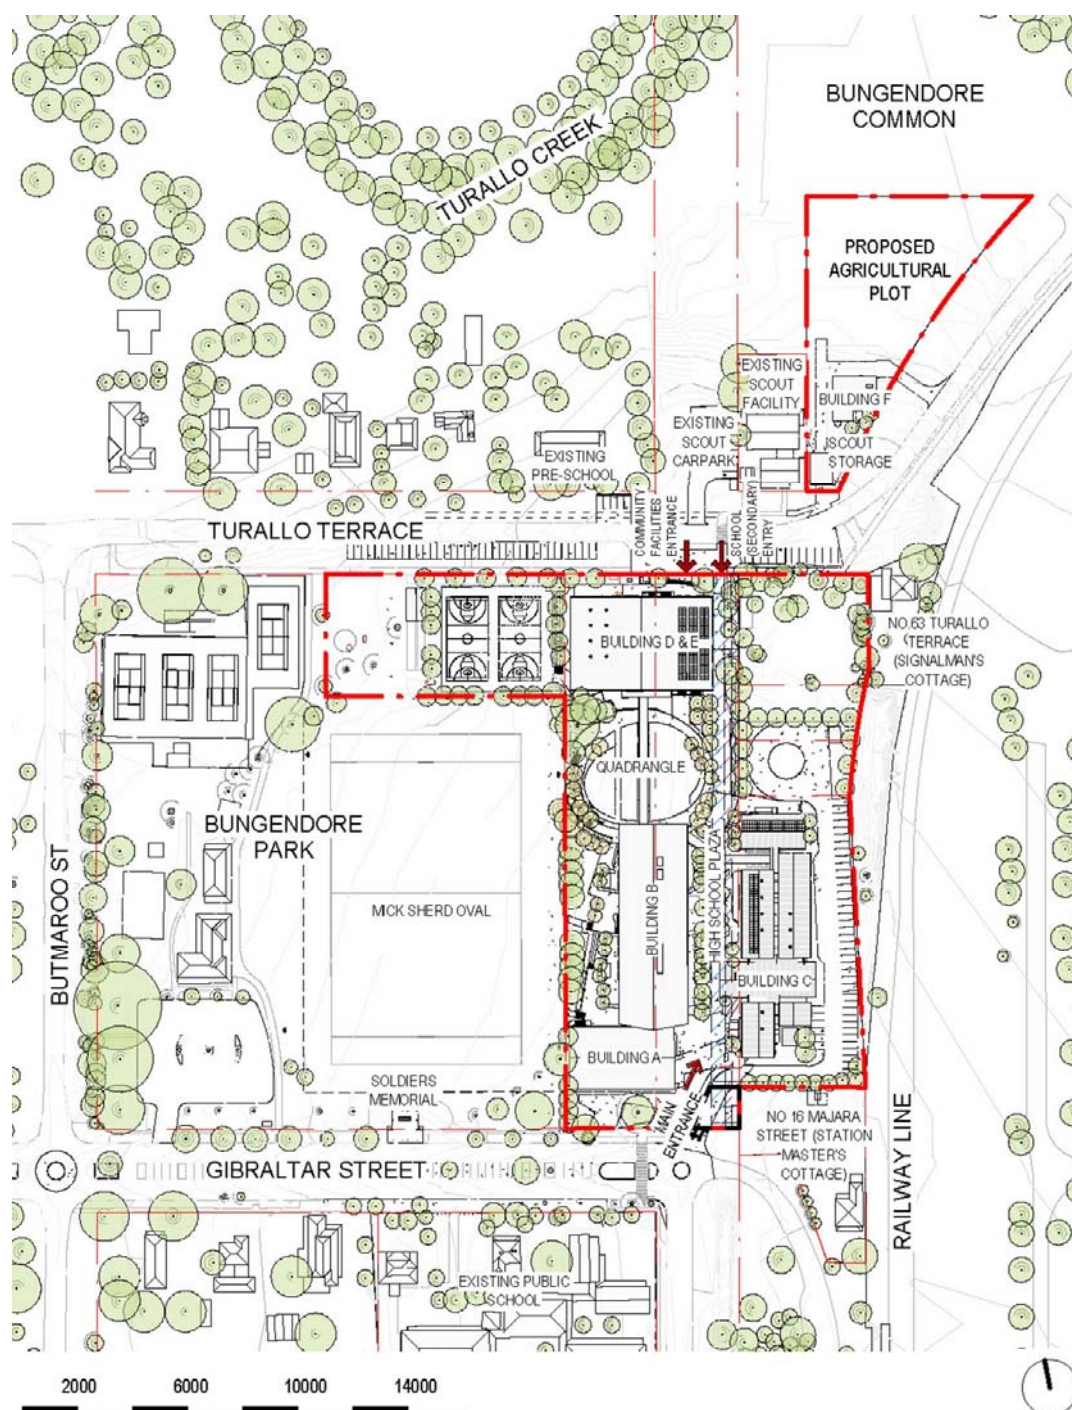 BUNGENDORE
COMMON
TURALLO CREEK
PROPOSED
AGRICULTURAL
PLOT
EXISTING
SCOUT
FACILITY
BUILDING F
EXISTING
SCOUT
CARPARK
SCOUT
STORAGE
EXISTING
PRE-SCHOOL
TURALLO TERRACE
COMMUNITY
FACILITIES
ENTRANCE
SCHOOL
(SECONDARY)
ENTRY
BUILDING D & E
NO.63 TURALLO
TERRACE
(SIGNALMAN'S
COTTAGE)
QUADRANGLE
BUNGENDORE
PARK
MICK SHERD OVAL
BUILDING B
HIGH SCHOOL PLAZA
BUILDING C
BUTMAROO ST
BUILDING A
SOLDIERS
MEMORIAL
MAIN
ENTRANCE
NO 16 MAJARA
STREET (STATION
MASTER'S
COTTAGE)
RAILWAY LINE
GIBRALTAR STREET
EXISTING PUBLIC
SCHOOL
2000 6000 10000 14000